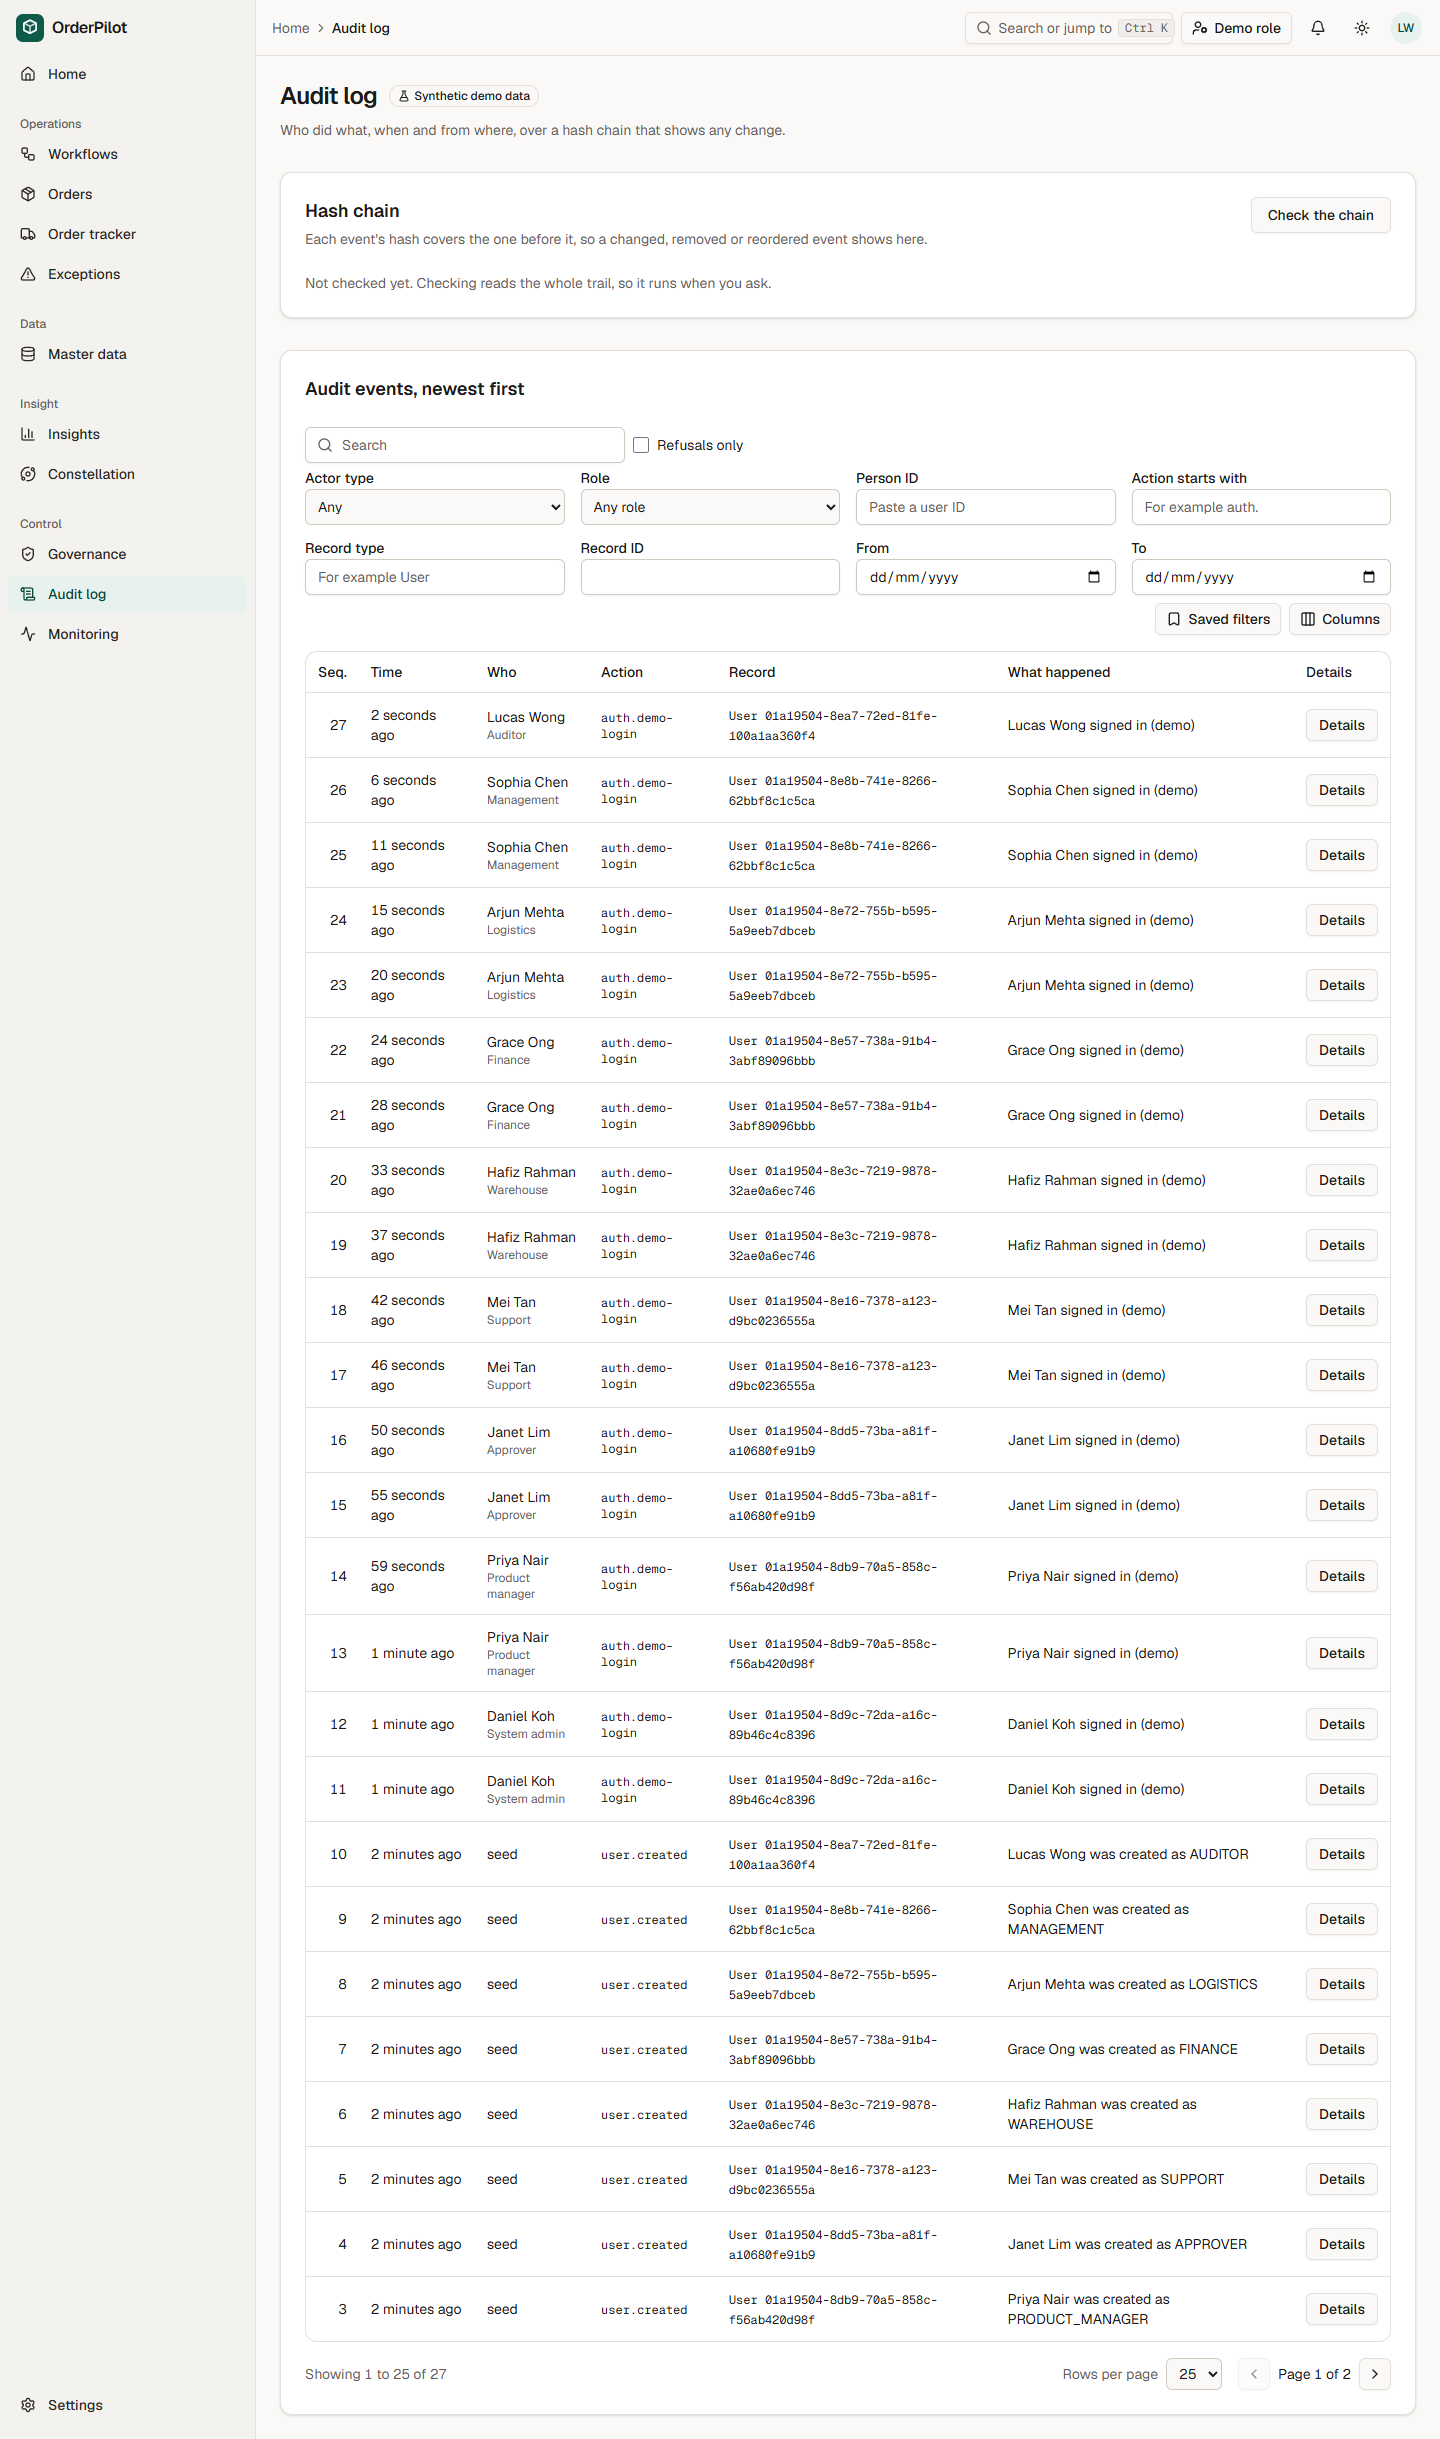 OrderPilot
Home
Operations
Workflows
Orders
Order tracker
Exceptions
Data
Master data
Insight
Insights
Constellation
Control
Governance
Audit log
Monitoring
Settings
Home > Audit log
Search or jump to Ctrl K
Demo role
LW
Audit log
Synthetic demo data
Who did what, when and from where, over a hash chain that shows any change.
Hash chain
Check the chain
Each event's hash covers the one before it, so a changed, removed or reordered event shows here.
Not checked yet. Checking reads the whole trail, so it runs when you ask.
Audit events, newest first
Search
Refusals only
Actor type Role Person ID Action starts with
Any Any role Paste a user ID For example auth.
Record type Record ID From To
For example User dd/mm/yyyy dd/mm/yyyy
Saved filters Columns
Seq. Time Who Action Record What happened Details
27 2 seconds ago Lucas Wong Auditor auth.demo-login User 01a19504-8ea7-72ed-81fe-100a1aa360f4 Lucas Wong signed in (demo) Details
26 6 seconds ago Sophia Chen Management auth.demo-login User 01a19504-8e8b-741e-8266-62bbf8c1c5ca Sophia Chen signed in (demo) Details
25 11 seconds ago Sophia Chen Management auth.demo-login User 01a19504-8e8b-741e-8266-62bbf8c1c5ca Sophia Chen signed in (demo) Details
24 15 seconds ago Arjun Mehta Logistics auth.demo-login User 01a19504-8e72-755b-b595-5a9eeb7dbceb Arjun Mehta signed in (demo) Details
23 20 seconds ago Arjun Mehta Logistics auth.demo-login User 01a19504-8e72-755b-b595-5a9eeb7dbceb Arjun Mehta signed in (demo) Details
22 24 seconds ago Grace Ong Finance auth.demo-login User 01a19504-8e57-738a-91b4-3abf89096bbb Grace Ong signed in (demo) Details
21 28 seconds ago Grace Ong Finance auth.demo-login User 01a19504-8e57-738a-91b4-3abf89096bbb Grace Ong signed in (demo) Details
20 33 seconds ago Hafiz Rahman Warehouse auth.demo-login User 01a19504-8e3c-7219-9878-32ae0a6ec746 Hafiz Rahman signed in (demo) Details
19 37 seconds ago Hafiz Rahman Warehouse auth.demo-login User 01a19504-8e3c-7219-9878-32ae0a6ec746 Hafiz Rahman signed in (demo) Details
18 42 seconds ago Mei Tan Support auth.demo-login User 01a19504-8e16-7378-a123-d9bc0236555a Mei Tan signed in (demo) Details
17 46 seconds ago Mei Tan Support auth.demo-login User 01a19504-8e16-7378-a123-d9bc0236555a Mei Tan signed in (demo) Details
16 50 seconds ago Janet Lim Approver auth.demo-login User 01a19504-8dd5-73ba-a81f-a10680fe91b9 Janet Lim signed in (demo) Details
15 55 seconds ago Janet Lim Approver auth.demo-login User 01a19504-8dd5-73ba-a81f-a10680fe91b9 Janet Lim signed in (demo) Details
14 59 seconds ago Priya Nair Product manager auth.demo-login User 01a19504-8db9-70a5-858c-f56ab420d98f Priya Nair signed in (demo) Details
13 1 minute ago Priya Nair Product manager auth.demo-login User 01a19504-8db9-70a5-858c-f56ab420d98f Priya Nair signed in (demo) Details
12 1 minute ago Daniel Koh System admin auth.demo-login User 01a19504-8d9c-72da-a16c-89b46c4c8396 Daniel Koh signed in (demo) Details
11 1 minute ago Daniel Koh System admin auth.demo-login User 01a19504-8d9c-72da-a16c-89b46c4c8396 Daniel Koh signed in (demo) Details
10 2 minutes ago seed user.created User 01a19504-8ea7-72ed-81fe-100a1aa360f4 Lucas Wong was created as AUDITOR Details
9 2 minutes ago seed user.created User 01a19504-8e8b-741e-8266-62bbf8c1c5ca Sophia Chen was created as MANAGEMENT Details
8 2 minutes ago seed user.created User 01a19504-8e72-755b-b595-5a9eeb7dbceb Arjun Mehta was created as LOGISTICS Details
7 2 minutes ago seed user.created User 01a19504-8e57-738a-91b4-3abf89096bbb Grace Ong was created as FINANCE Details
6 2 minutes ago seed user.created User 01a19504-8e3c-7219-9878-32ae0a6ec746 Hafiz Rahman was created as WAREHOUSE Details
5 2 minutes ago seed user.created User 01a19504-8e16-7378-a123-d9bc0236555a Mei Tan was created as SUPPORT Details
4 2 minutes ago seed user.created User 01a19504-8dd5-73ba-a81f-a10680fe91b9 Janet Lim was created as APPROVER Details
3 2 minutes ago seed user.created User 01a19504-8db9-70a5-858c-f56ab420d98f Priya Nair was created as PRODUCT_MANAGER Details
Showing 1 to 25 of 27
Rows per page 25 Page 1 of 2